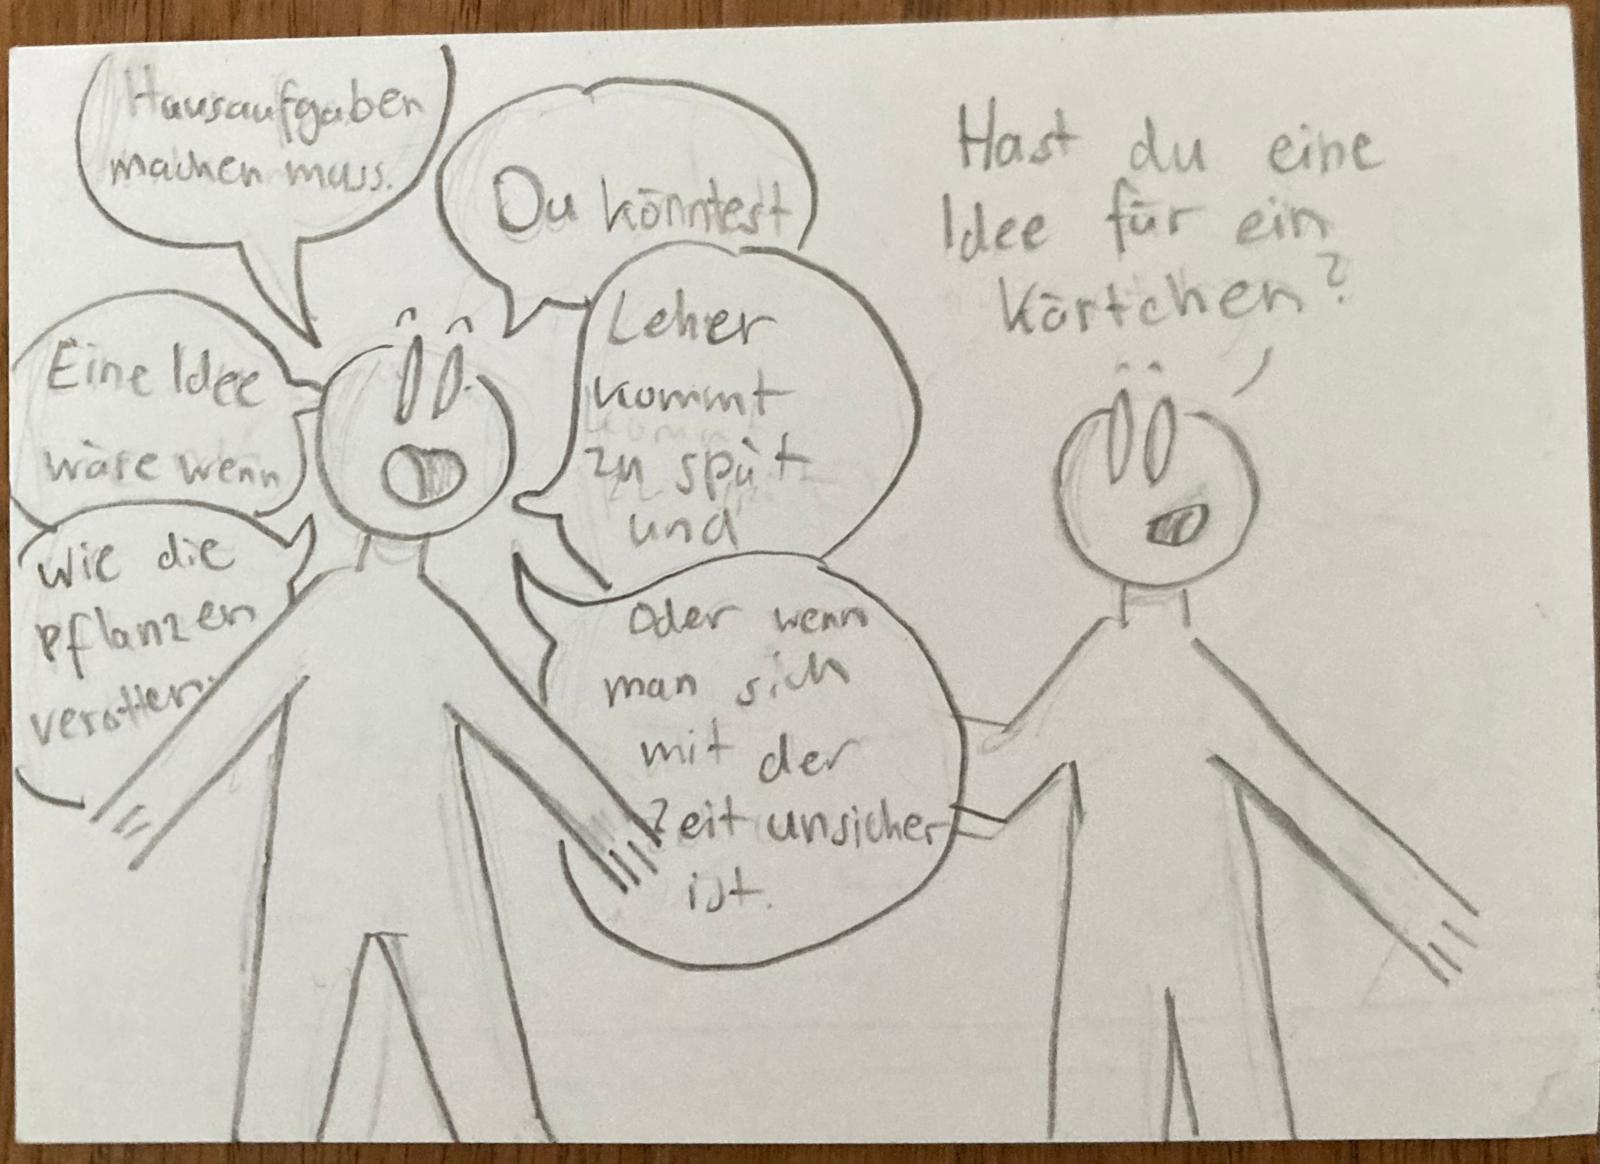 Hausaufgaben
machen muss.
Du könntest
Eine Idee
wäre wenn
Leher
kommt
zu spät
und
Wie die
pflanzen
verotten.
Oder wenn
man sich
mit der
Zeit unsicher
ist.
Hast du eine
Idee für ein
Kärtchen?